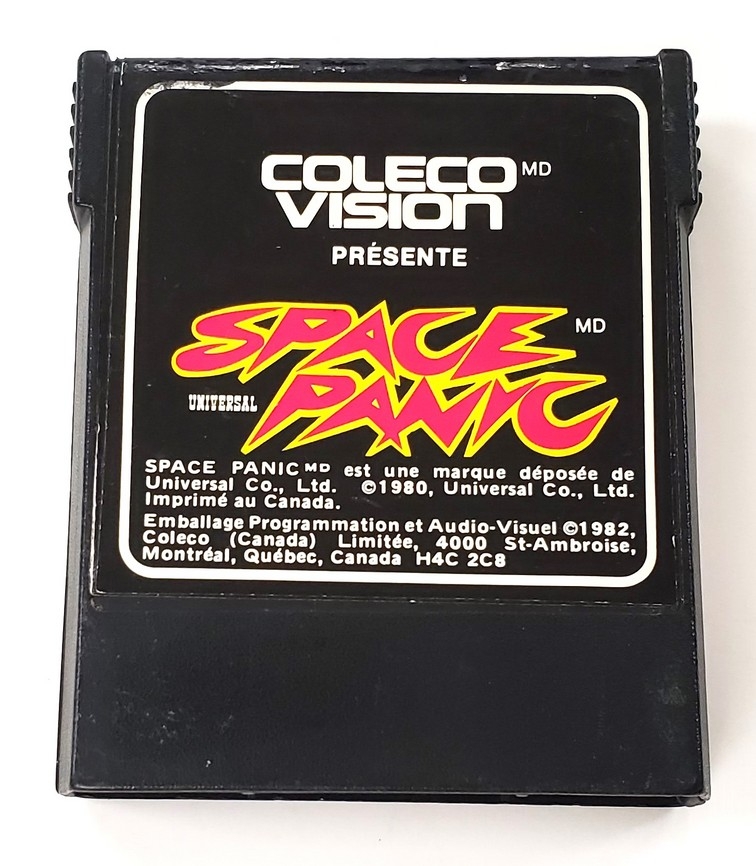 COLECO MD
VISION
PRÉSENTE
SPACE MD
UNIVERSAL PANIC
SPACE PANIC MD est une marque déposée de
Universal Co., Ltd. ©1980, Universal Co., Ltd.
Imprimé au Canada.
Emballage Programmation et Audio-Visuel ©1982,
Coleco (Canada) Limitée, 4000 St-Ambroise,
Montréal, Québec, Canada H4C 2C8